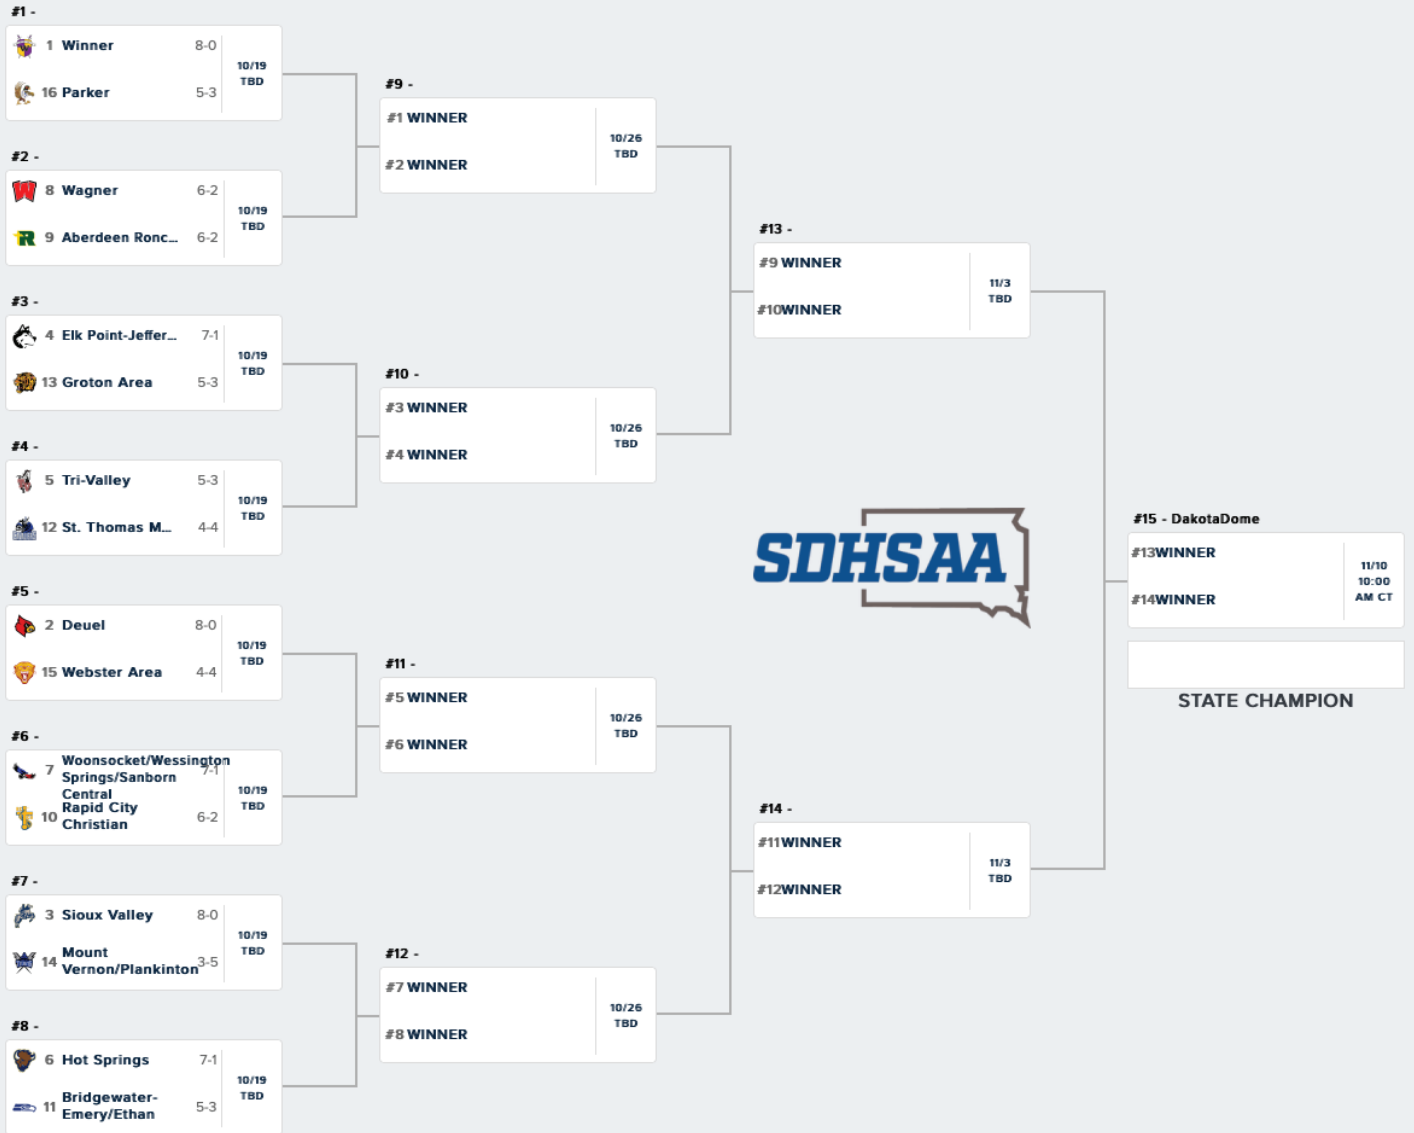 #1 -
1 Winner 8-0
16 Parker 5-3
10/19
TBD
#2 -
8 Wagner 6-2
9 Aberdeen Ronc... 6-2
10/19
TBD
#3 -
4 Elk Point-Jeffer... 7-1
13 Groton Area 5-3
10/19
TBD
#4 -
5 Tri-Valley 5-3
12 St. Thomas M... 4-4
10/19
TBD
#5 -
2 Deuel 8-0
15 Webster Area 4-4
10/19
TBD
#6 -
7 Woonsocket/Wessington
Springs/Sanborn 7-1
Central
10 Rapid City
Christian 6-2
10/19
TBD
#7 -
3 Sioux Valley 8-0
14 Mount
Vernon/Plankinton 3-5
10/19
TBD
#8 -
6 Hot Springs 7-1
11 Bridgewater-
Emery/Ethan 5-3
10/19
TBD
#9 -
#1 WINNER
#2 WINNER
10/26
TBD
#10 -
#3 WINNER
#4 WINNER
10/26
TBD
#11 -
#5 WINNER
#6 WINNER
10/26
TBD
#12 -
#7 WINNER
#8 WINNER
10/26
TBD
#13 -
#9 WINNER
#10WINNER
11/3
TBD
SDHSAA
#14 -
#11WINNER
#12WINNER
11/3
TBD
#15 - DakotaDome
#13WINNER
#14WINNER
11/10
10:00
AM CT
STATE CHAMPION